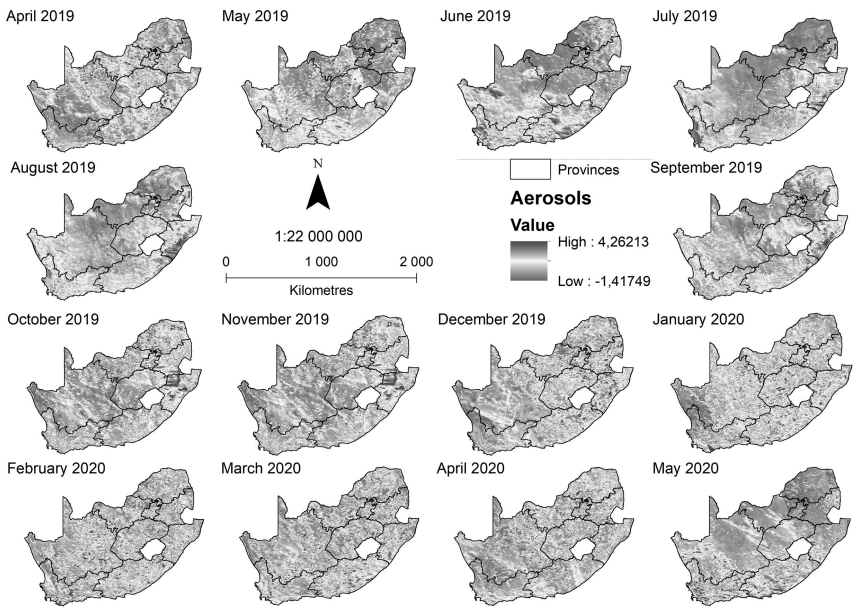 April 2019
May 2019
June 2019
July 2019
August 2019
N
1:22 000 000
0 1 000 2 000
Kilometres
Provinces
Aerosols
Value
High : 4,26213
Low : -1,41749
September 2019
October 2019
November 2019
December 2019
January 2020
February 2020
March 2020
April 2020
May 2020